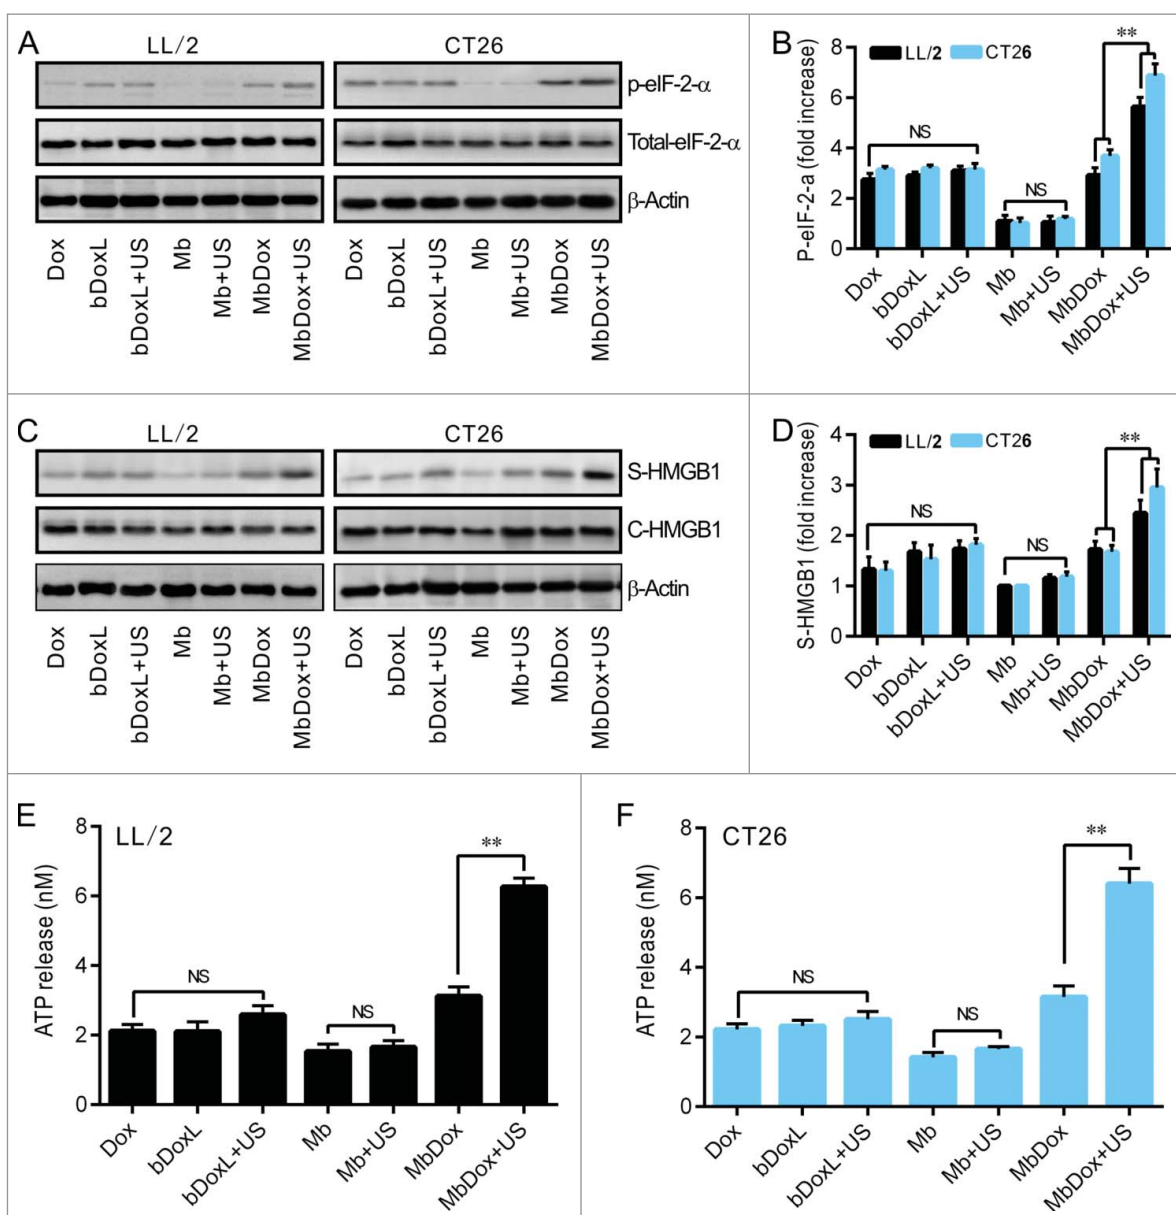 A
LL/2
CT26
p-eIF-2-α
Total-eIF-2-α
β-Actin
Dox
bDoxL
bDoxL+US
Mb
Mb+US
MbDox
MbDox+US
Dox
bDoxL
bDoxL+US
Mb
Mb+US
MbDox
MbDox+US
B
P-eIF-2-a (fold increase)
8
6
4
2
0
LL/2 CT26
NS
NS
**
Dox
bDoxL
bDoxL+US
Mb
Mb+US
MbDox
MbDox+US
C
LL/2
CT26
S-HMGB1
C-HMGB1
β-Actin
Dox
bDoxL
bDoxL+US
Mb
Mb+US
MbDox
MbDox+US
Dox
bDoxL
bDoxL+US
Mb
Mb+US
MbDox
MbDox+US
D
S-HMGB1 (fold increase)
4
3
2
1
0
LL/2 CT26
NS
NS
**
Dox
bDoxL
bDoxL+US
Mb
Mb+US
MbDox
MbDox+US
E
LL/2
ATP release (nM)
8
6
4
2
0
NS
NS
**
Dox
bDoxL
bDoxL+US
Mb
Mb+US
MbDox
MbDox+US
F
CT26
ATP release (nM)
8
6
4
2
0
NS
NS
**
Dox
bDoxL
bDoxL+US
Mb
Mb+US
MbDox
MbDox+US